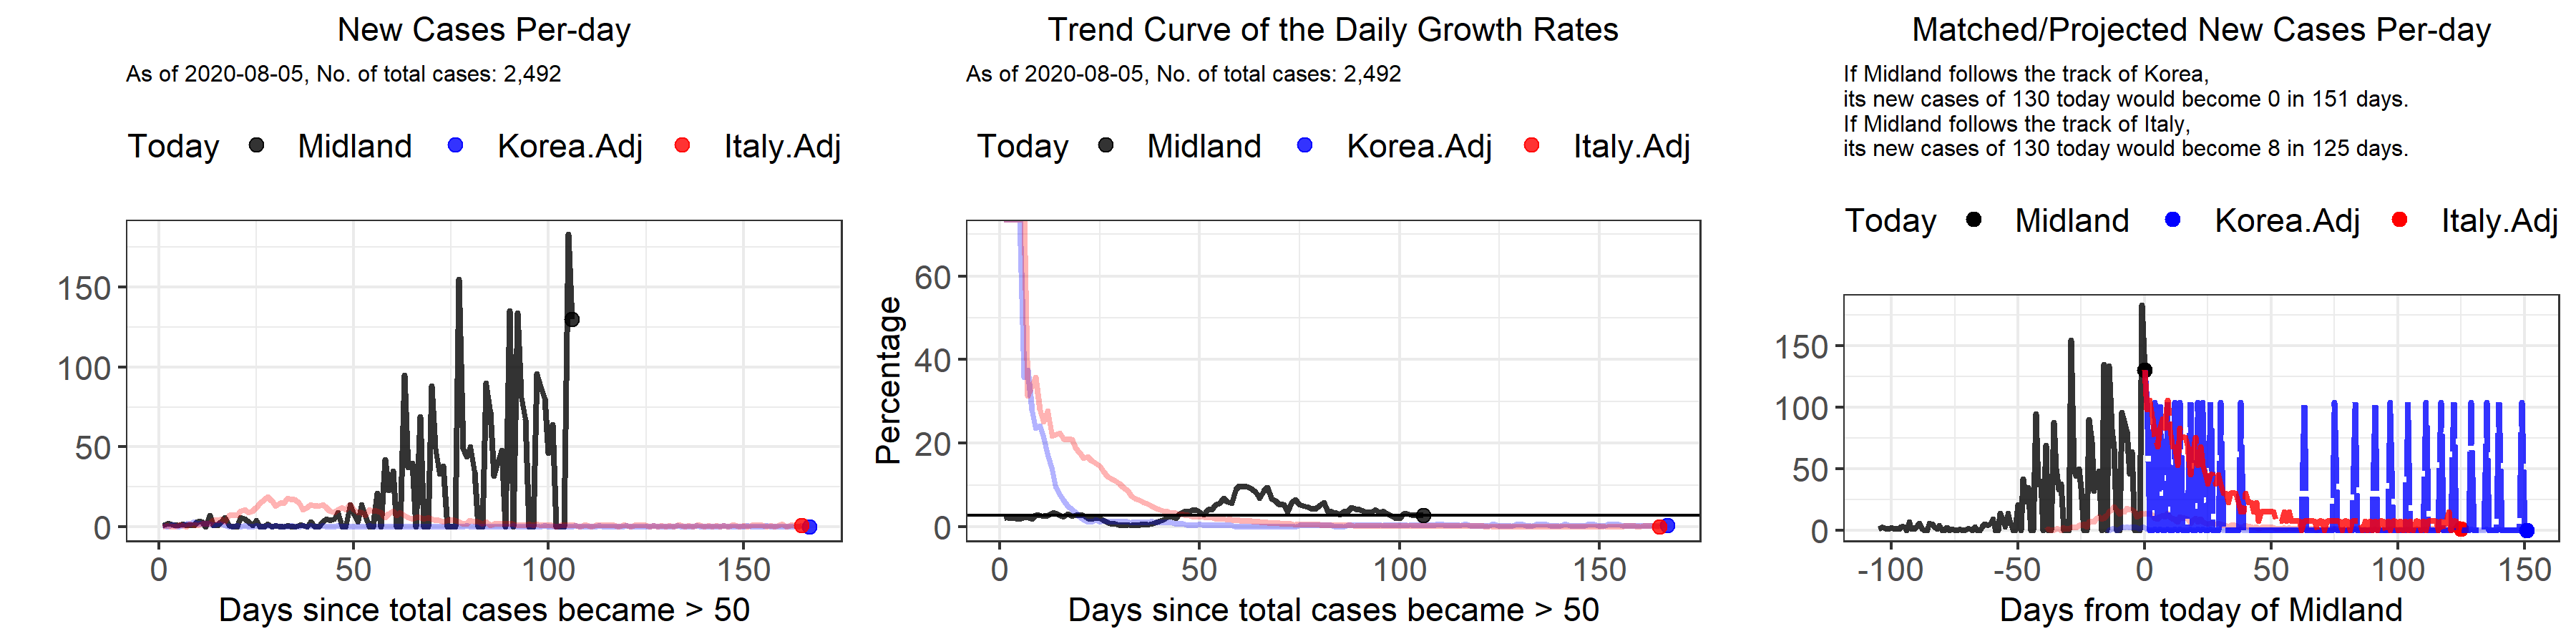 New Cases Per-day
As of 2020-08-05, No. of total cases: 2,492
Today Midland Korea.Adj Italy.Adj
150
100
50
0
0 50 100 150
Days since total cases became > 50
Trend Curve of the Daily Growth Rates
As of 2020-08-05, No. of total cases: 2,492
Today Midland Korea.Adj Italy.Adj
Percentage
60
40
20
0
0 50 100 150
Days since total cases became > 50
Matched/Projected New Cases Per-day
If Midland follows the track of Korea,
its new cases of 130 today would become 0 in 151 days.
If Midland follows the track of Italy,
its new cases of 130 today would become 8 in 125 days.
Today Midland Korea.Adj Italy.Adj
150
100
50
0
-100 -50 0 50 100 150
Days from today of Midland